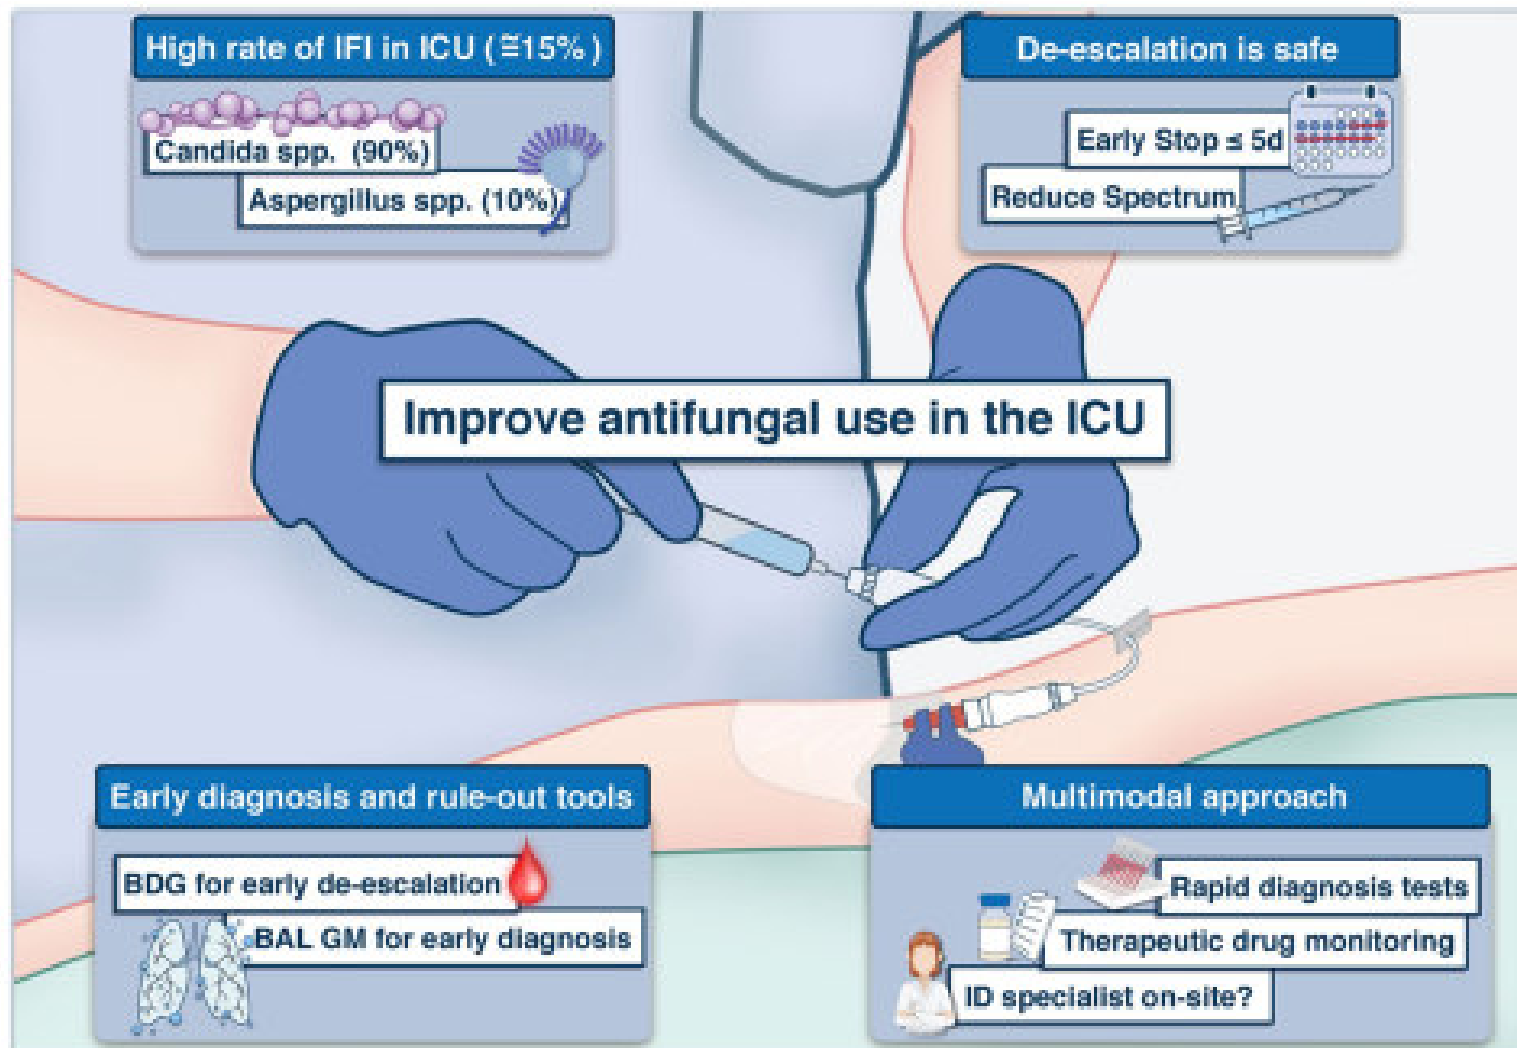 High rate of IFI in ICU (≅15%)
Candida spp. (90%)
Aspergillus spp. (10%)
De-escalation is safe
Early Stop ≤ 5d
Reduce Spectrum
Improve antifungal use in the ICU
Early diagnosis and rule-out tools
BDG for early de-escalation
BAL GM for early diagnosis
Multimodal approach
Rapid diagnosis tests
Therapeutic drug monitoring
ID specialist on-site?